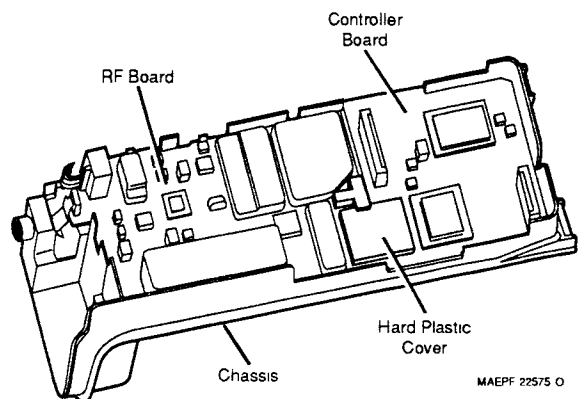 Controller
Board
RF Board
Hard Plastic
Cover
Chassis
MAEPF 22575 O